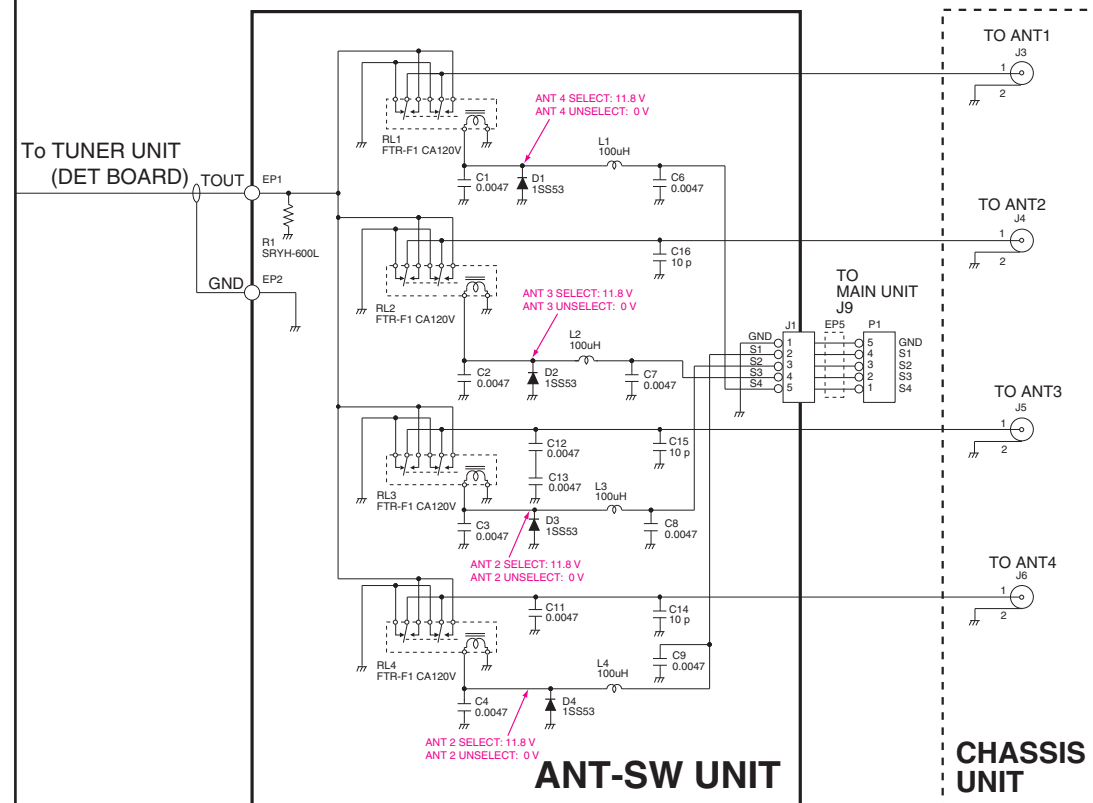 TO ANT1
J3
1
2
ANT 4 SELECT: 11.8 V
ANT 4 UNSELECT: 0 V
RL1
FTR-F1 CA120V
L1
100uH
C1
0.0047
D1
1SS53
C6
0.0047
To TUNER UNIT
(DET BOARD)
TOUT
EP1
R1
SRYH-600L
GND
EP2
TO ANT2
J4
1
2
C16
10 p
RL2
FTR-F1 CA120V
ANT 3 SELECT: 11.8 V
ANT 3 UNSELECT: 0 V
L2
100uH
C2
0.0047
D2
1SS53
C7
0.0047
TO
MAIN UNIT
J9
J1
EP5
P1
GND
1
5
GND
S1
2
4
S1
S2
3
3
S2
S3
4
2
S3
S4
5
1
S4
TO ANT3
J5
1
2
C12
0.0047
C15
10 p
C13
0.0047
RL3
FTR-F1 CA120V
L3
100uH
C3
0.0047
D3
1SS53
C8
0.0047
ANT 2 SELECT: 11.8 V
ANT 2 UNSELECT: 0 V
TO ANT4
J6
1
2
C11
0.0047
C14
10 p
RL4
FTR-F1 CA120V
C9
0.0047
L4
100uH
C4
0.0047
D4
1SS53
ANT 2 SELECT: 11.8 V
ANT 2 UNSELECT: 0 V
ANT-SW UNIT
CHASSIS
UNIT